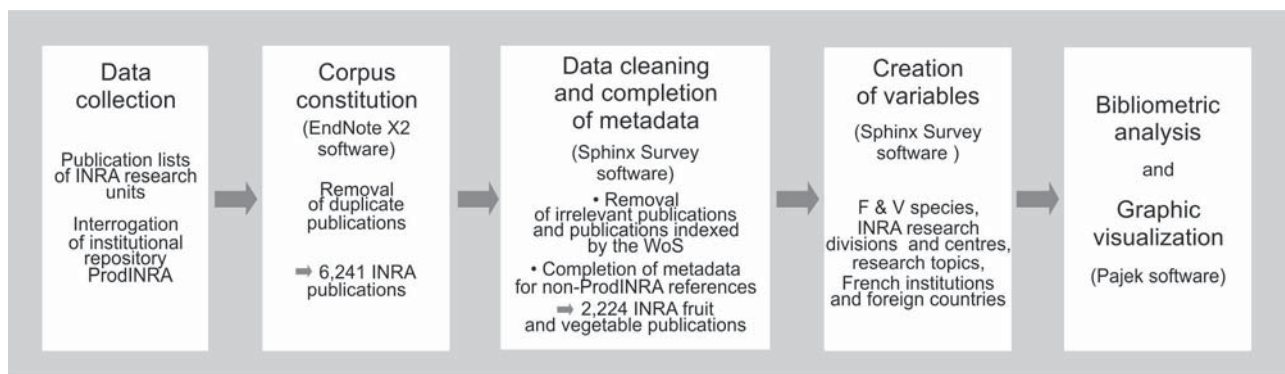 Data
collection
Publication lists
of INRA research
units
Interrogation
of institutional
repository
ProdINRA
Corpus
constitution
(EndNote X2
software)
Removal
of duplicate
publications
➡ 6,241 INRA
publications
Data cleaning
and completion
of metadata
(Sphinx Survey
software)
• Removal
of irrelevant publications
and publications indexed
by the WoS
• Completion of metadata
for non-ProdINRA references
➡ 2,224 INRA fruit
and vegetable publications
Creation
of variables
(Sphinx Survey
software )
F & V species,
INRA research
divisions and centres,
research topics,
French institutions
and foreign countries
Bibliometric
analysis
and
Graphic
visualization
(Pajek software)